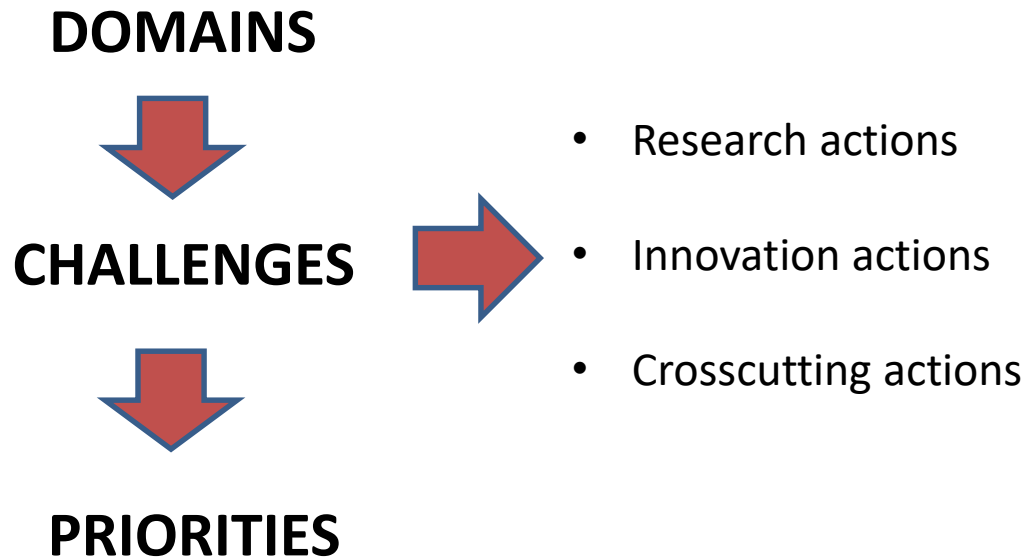 DOMAINS
CHALLENGES
PRIORITIES
• Research actions
• Innovation actions
• Crosscutting actions